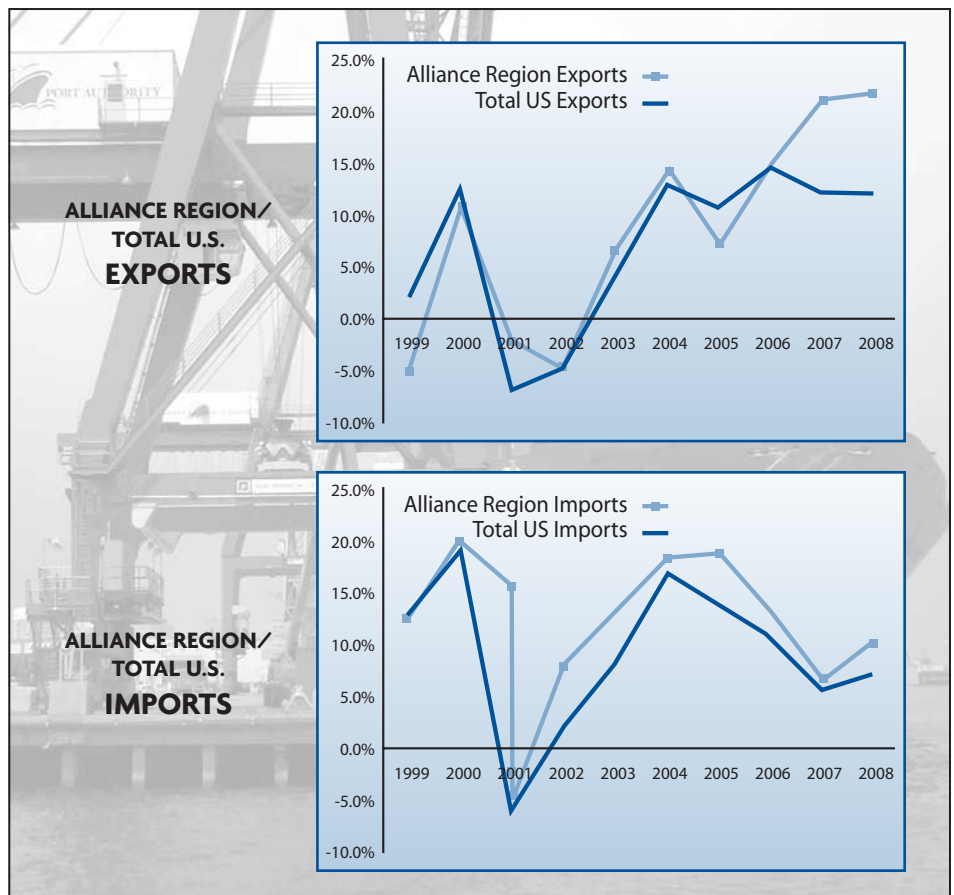 PORT AUTHORITY
ALLIANCE REGION/
TOTAL U.S.
EXPORTS
Alliance Region Exports
Total US Exports
25.0%
20.0%
15.0%
10.0%
5.0%
0.0%
-5.0%
-10.0%
1999 2000 2001 2002 2003 2004 2005 2006 2007 2008
ALLIANCE REGION/
TOTAL U.S.
IMPORTS
Alliance Region Imports
Total US Imports
25.0%
20.0%
15.0%
10.0%
5.0%
0.0%
-5.0%
-10.0%
1999 2000 2001 2002 2003 2004 2005 2006 2007 2008